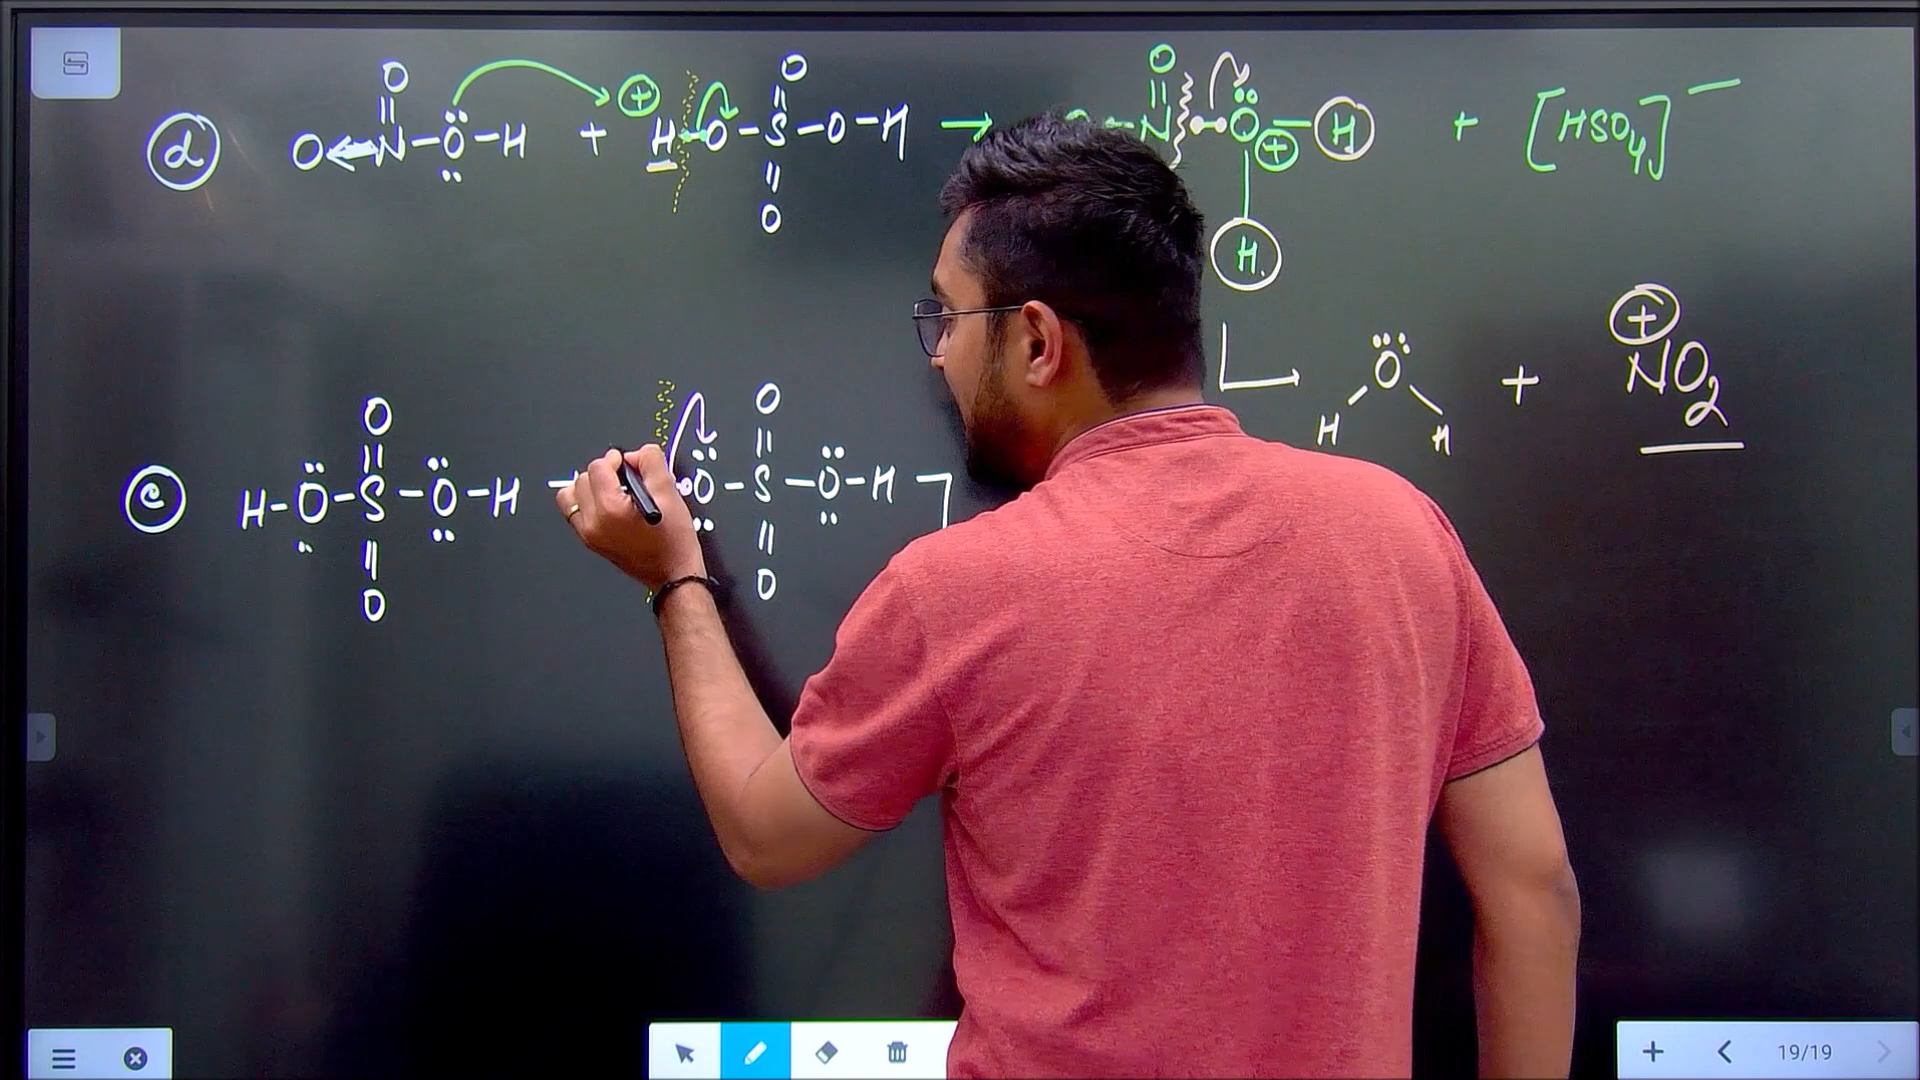 O
O
O
(d) O←N-O-H + H-O-S-O-H → N-O-H + [HSO4]−
+
+
O
H
O
+
H H
+ NO2
O
O
(e) H-O-S-O-H + O-S-O-H
O
O
19/19